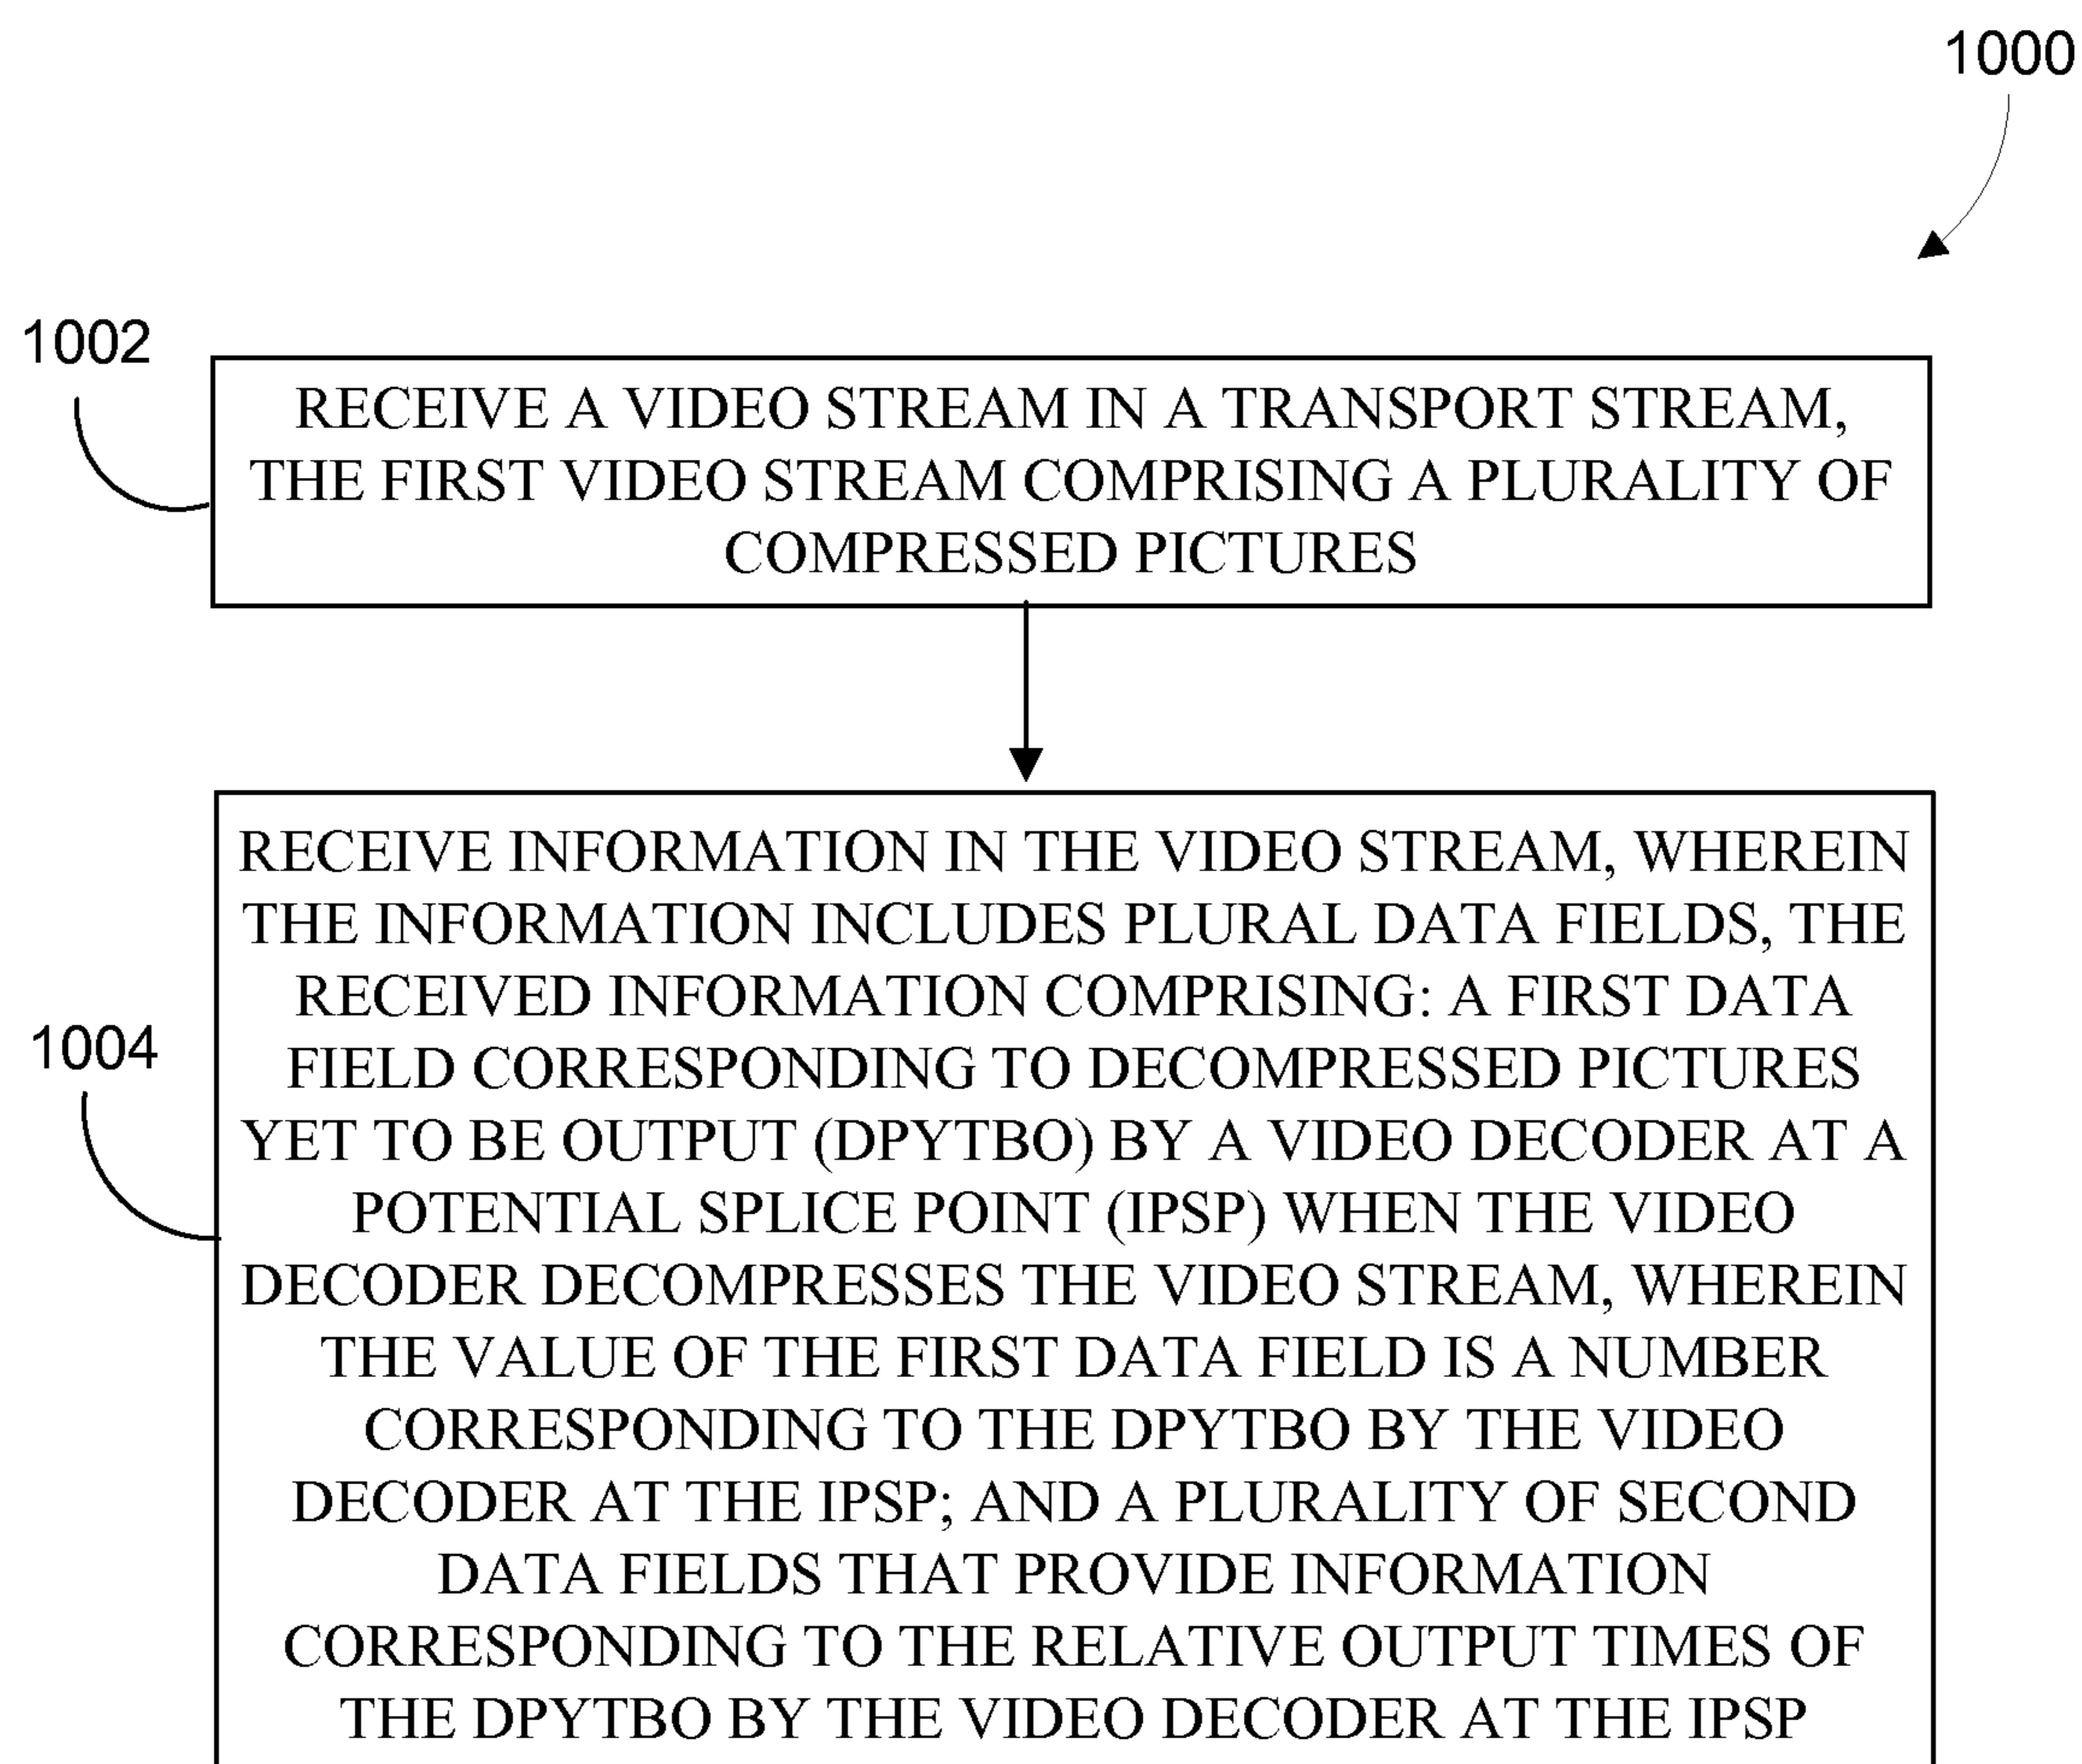 1000
1002
RECEIVE A VIDEO STREAM IN A TRANSPORT STREAM,
THE FIRST VIDEO STREAM COMPRISING A PLURALITY OF
COMPRESSED PICTURES
1004
RECEIVE INFORMATION IN THE VIDEO STREAM, WHEREIN
THE INFORMATION INCLUDES PLURAL DATA FIELDS, THE
RECEIVED INFORMATION COMPRISING: A FIRST DATA
FIELD CORRESPONDING TO DECOMPRESSED PICTURES
YET TO BE OUTPUT (DPYTBO) BY A VIDEO DECODER AT A
POTENTIAL SPLICE POINT (IPSP) WHEN THE VIDEO
DECODER DECOMPRESSES THE VIDEO STREAM, WHEREIN
THE VALUE OF THE FIRST DATA FIELD IS A NUMBER
CORRESPONDING TO THE DPYTBO BY THE VIDEO
DECODER AT THE IPSP; AND A PLURALITY OF SECOND
DATA FIELDS THAT PROVIDE INFORMATION
CORRESPONDING TO THE RELATIVE OUTPUT TIMES OF
THE DPYTBO BY THE VIDEO DECODER AT THE IPSP